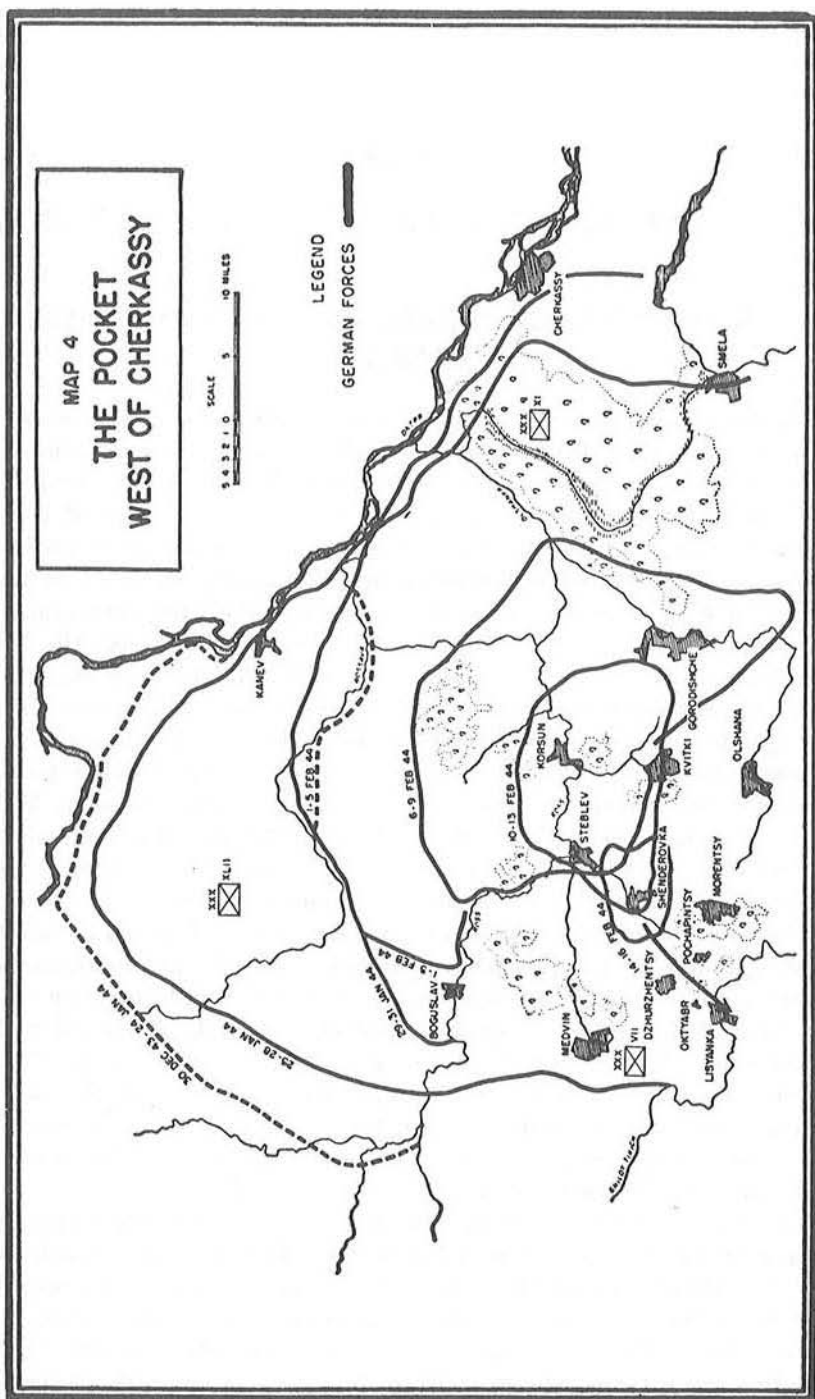 MAP 4
THE POCKET
WEST OF CHERKASSY
SCALE
5 4 3 2 1 0 5 10 MILES
LEGEND
GERMAN FORCES
30 DEC 43-24 JAN 44
25-28 JAN 44
29-31 JAN 44
1-5 FEB 44
1-5 FEB 44
6-9 FEB 44
10-13 FEB 44
14-16 FEB 44
XXX
XLII
XXX
XI
XXX
VII
KANEV
CHERKASSY
SMELA
BOGUSLAV
KORSUN
STEBLEV
GORODISHCHE
KVITKI
OLSHANA
SHENDEROVKA
MORENTSY
POCHAPINTSY
DZHURZHENTSY
OKTYABR
LISYANKA
MEDVIN
ROSS
ROSS
GNILOY TIKICH